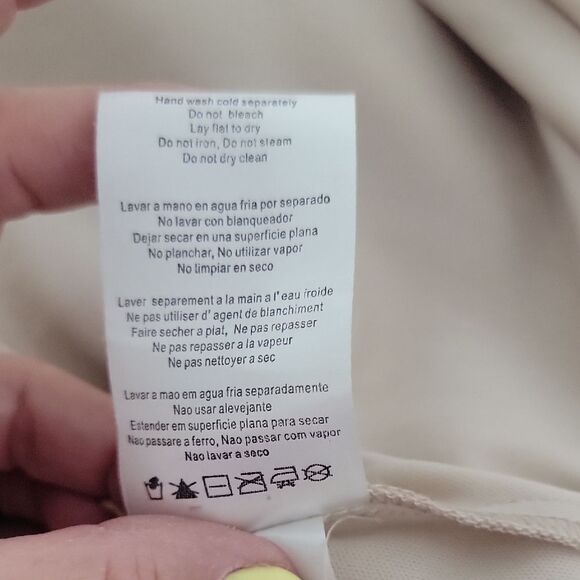 Hand wash cold separately
Do not bleach
Lay flat to dry
Do not iron, Do not steam
Do not dry clean
Lavar a mano en agua fria por separado
No lavar con blanqueador
Dejar secar en una superficie plana
No planchar, No utilizar vapor
No limpiar en seco
Laver separement a la main a l' eau froide
Ne pas utiliser d' agent de blanchiment
Faire secher a plat, Ne pas repasser
Ne pas repasser a la vapeur
Ne pas nettoyer a sec
Lavar a mao em agua fria separadamente
Nao usar alevejante
Estender em superficie plana para secar
Nao passare a ferro, Nao passar com vapor
Nao lavar a seco